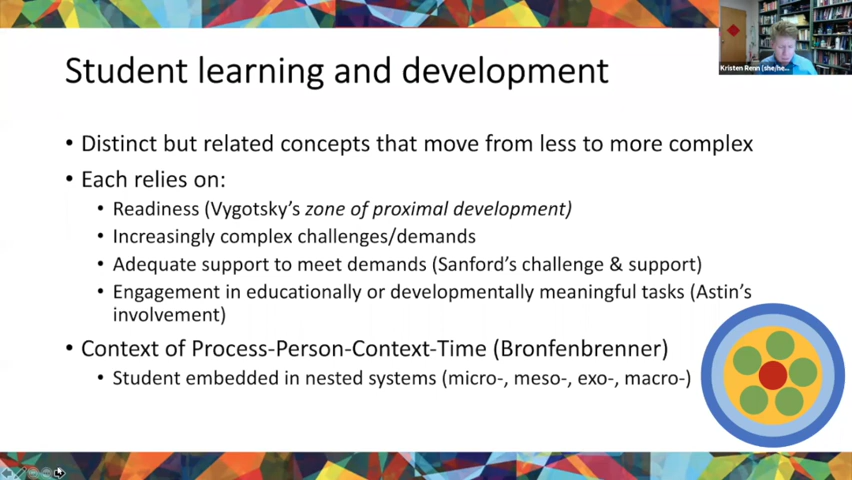 Student learning and development
Kristen Renn (she/he...
• Distinct but related concepts that move from less to more complex
• Each relies on:
• Readiness (Vygotsky’s zone of proximal development)
• Increasingly complex challenges/demands
• Adequate support to meet demands (Sanford’s challenge & support)
• Engagement in educationally or developmentally meaningful tasks (Astin’s
involvement)
• Context of Process-Person-Context-Time (Bronfenbrenner)
• Student embedded in nested systems (micro-, meso-, exo-, macro-)